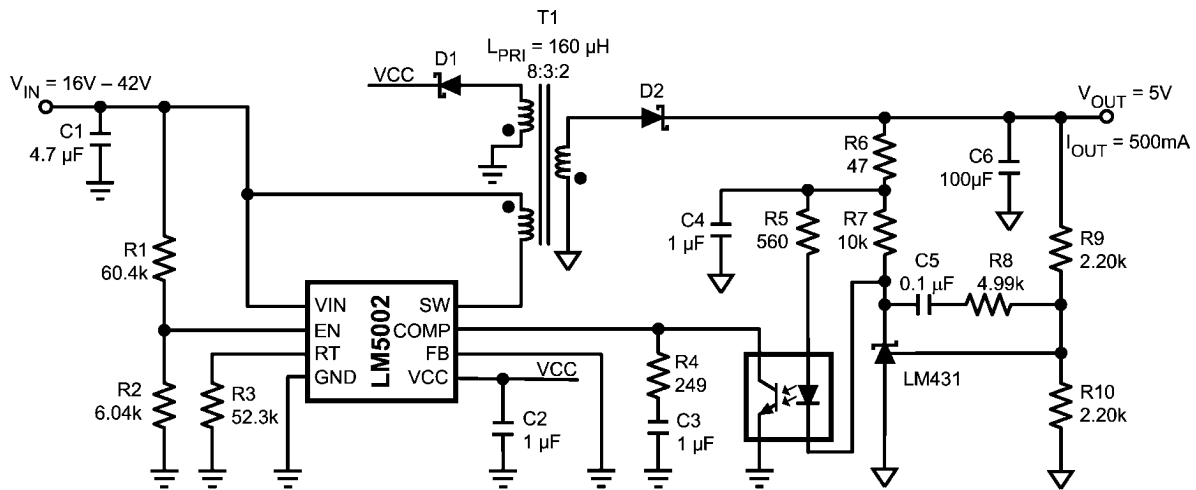 T1
L_PRI = 160 µH
8:3:2
D1
VCC
V_IN = 16V – 42V
D2
V_OUT = 5V
I_OUT = 500mA
C1
4.7 µF
R6
47
C6
100µF
C4
1 µF
R5
560
R7
10k
R1
60.4k
C5
0.1 µF
R8
4.99k
R9
2.20k
LM5002
VIN
EN
RT
GND
SW
COMP
FB
VCC
VCC
R4
249
LM431
R2
6.04k
R3
52.3k
C2
1 µF
C3
1 µF
R10
2.20k